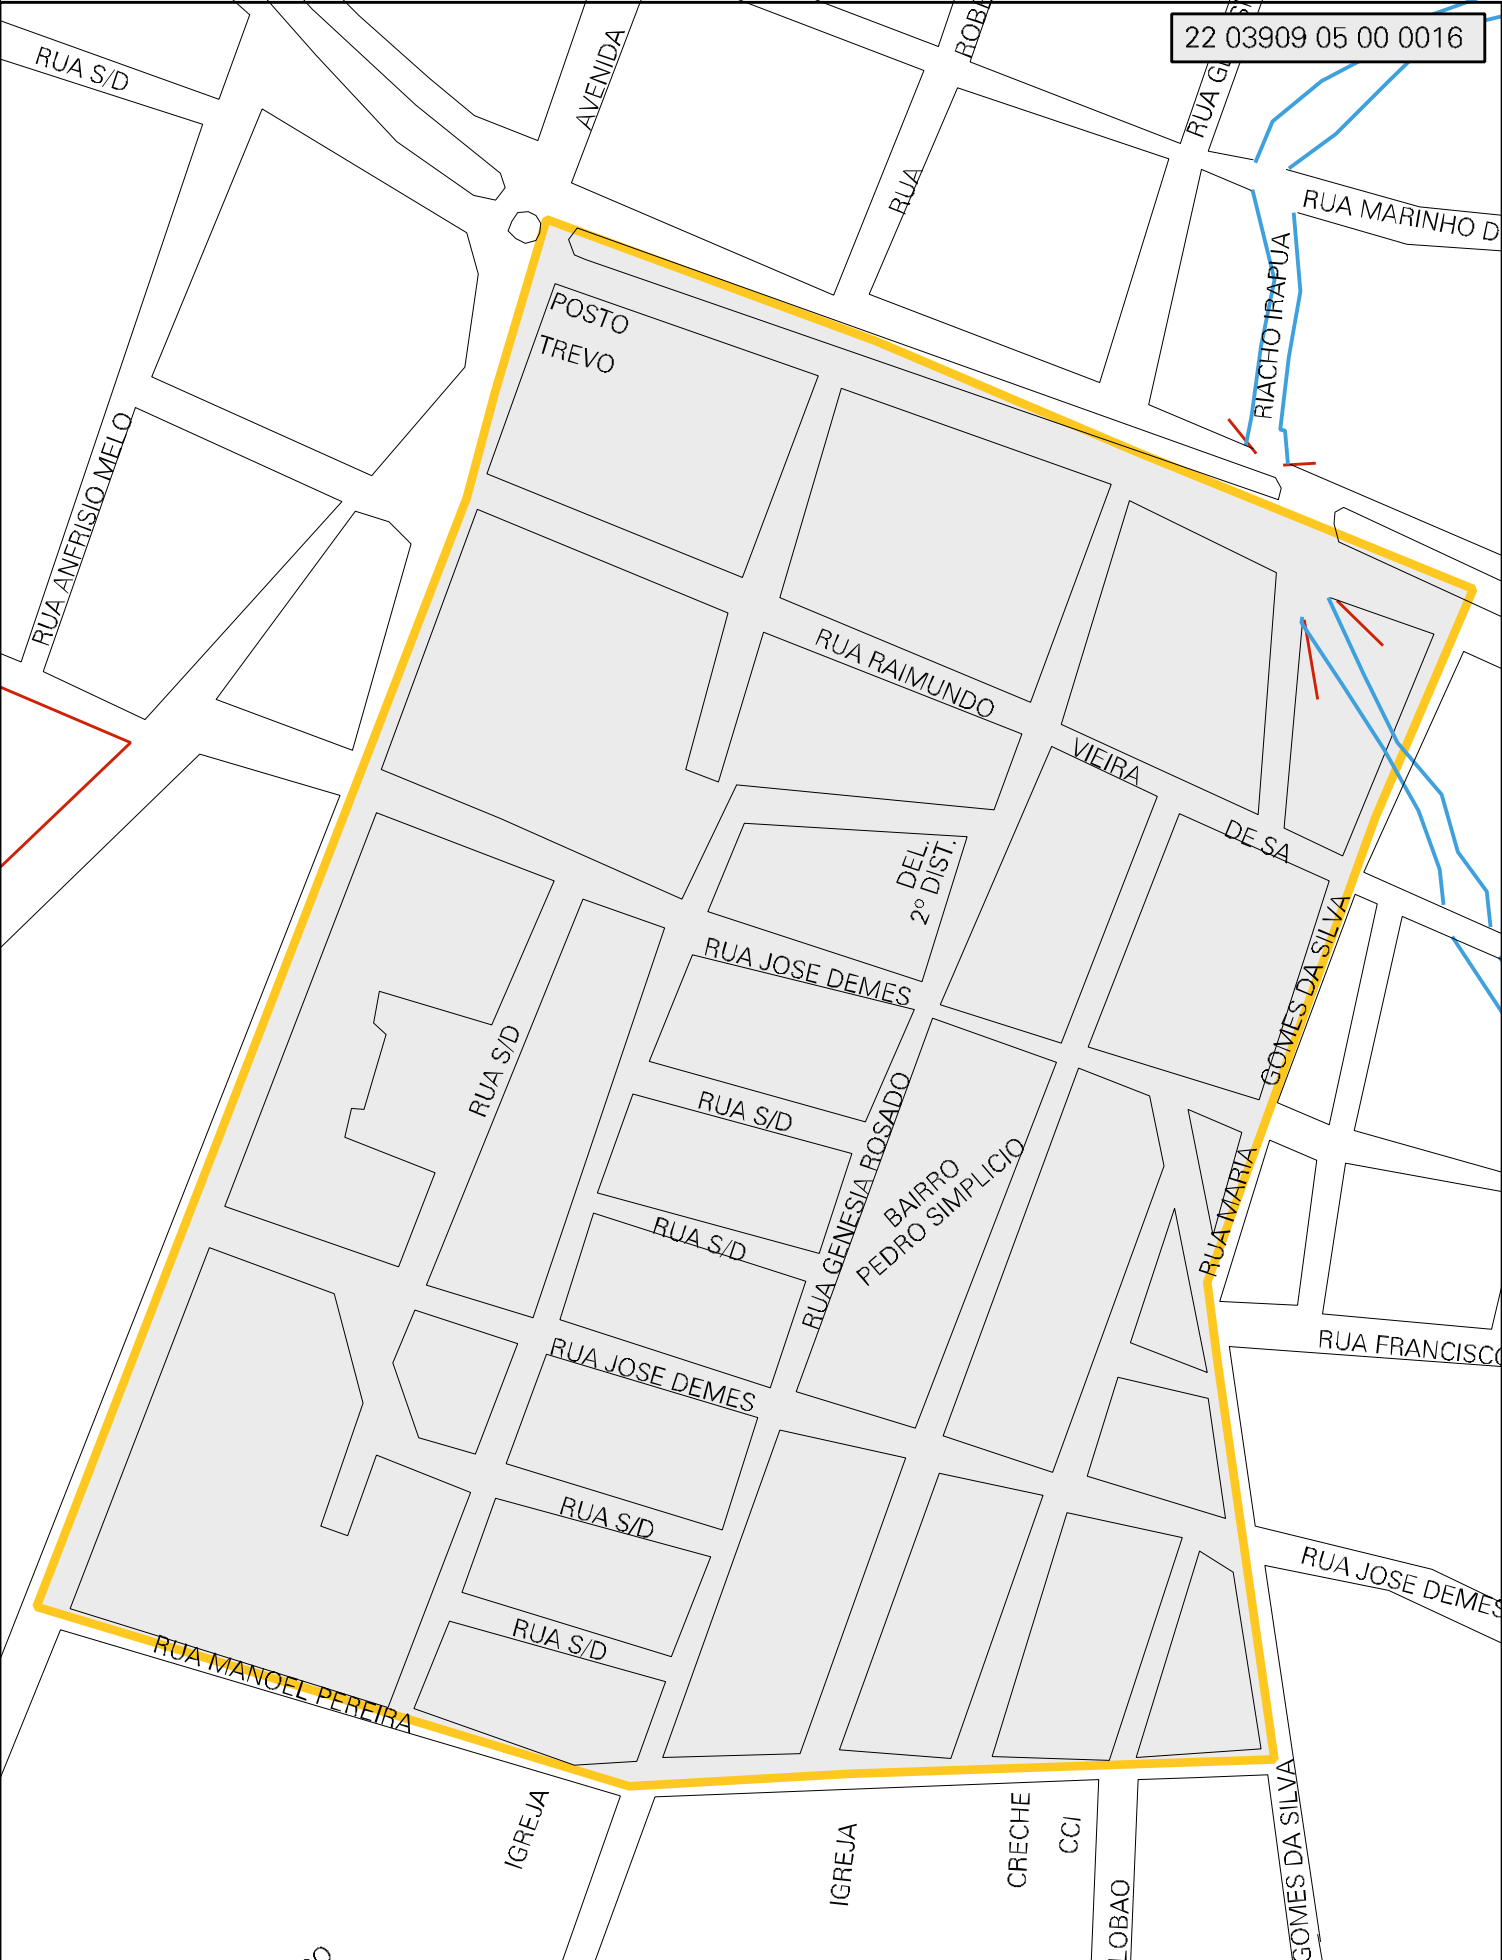 22 03909 05 00 0016
RUA S/D
AVENIDA
RUA
RUA MARINHO D
RIACHO IRAPUA
POSTO
TREVO
RUA ANFRISIO MELO
RUA RAIMUNDO
VIEIRA
DE SA
DEL.
2º DIST.
GOMES DA SILVA
RUA JOSE DEMES
RUA S/D
RUA S/D
RUA GENESIA ROSADO
BAIRRO
PEDRO SIMPLICIO
RUA MARIA
RUA S/D
RUA FRANCISCO
RUA JOSE DEMES
RUA S/D
RUA JOSE DEMES
RUA S/D
RUA MANOEL PEREIRA
IGREJA
IGREJA
CRECHE
CCI
GOMES DA SILVA
LOBAO